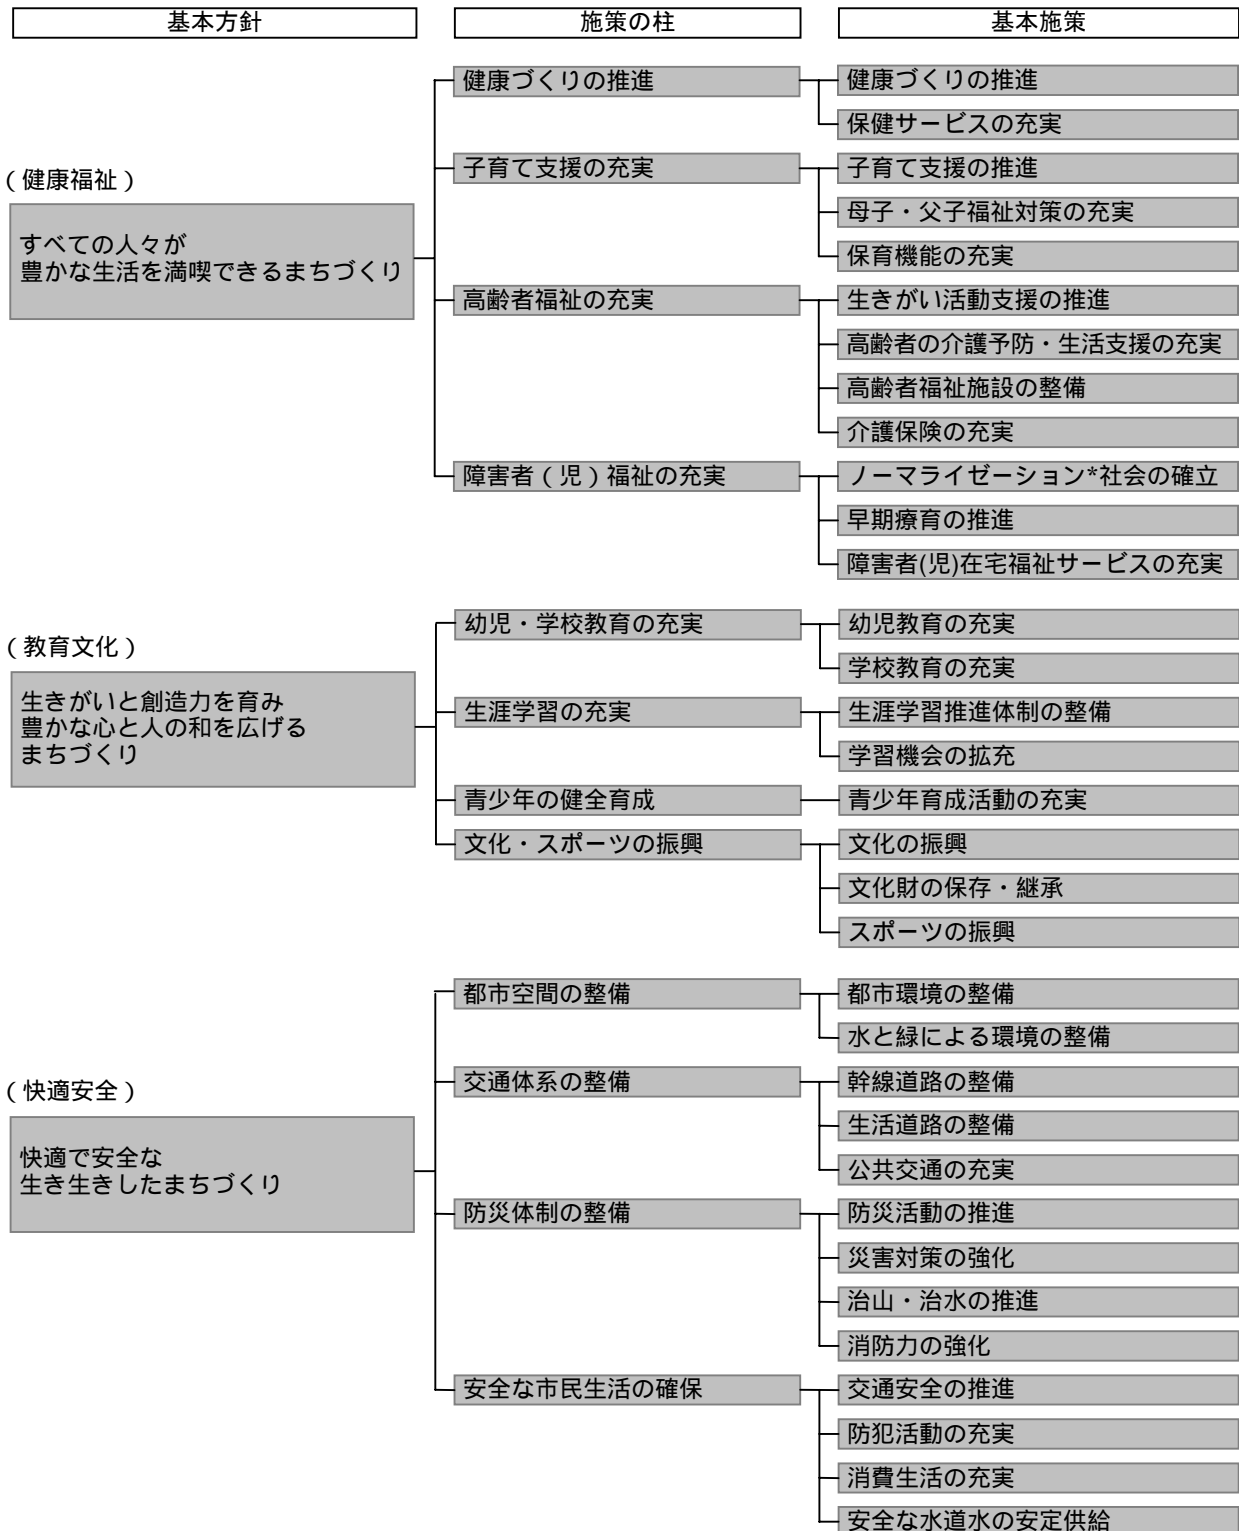 基本方針
施策の柱
基本施策
（健康福祉）
すべての人々が
豊かな生活を満喫できるまちづくり
健康づくりの推進
健康づくりの推進
保健サービスの充実
子育て支援の充実
子育て支援の推進
母子・父子福祉対策の充実
保育機能の充実
高齢者福祉の充実
生きがい活動支援の推進
高齢者の介護予防・生活支援の充実
高齢者福祉施設の整備
介護保険の充実
障害者（児）福祉の充実
ノーマライゼーション*社会の確立
早期療育の推進
障害者(児)在宅福祉サービスの充実
（教育文化）
生きがいと創造力を育み
豊かな心と人の和を広げる
まちづくり
幼児・学校教育の充実
幼児教育の充実
学校教育の充実
生涯学習の充実
生涯学習推進体制の整備
学習機会の拡充
青少年の健全育成
青少年育成活動の充実
文化・スポーツの振興
文化の振興
文化財の保存・継承
スポーツの振興
（快適安全）
快適で安全な
生き生きしたまちづくり
都市空間の整備
都市環境の整備
水と緑による環境の整備
交通体系の整備
幹線道路の整備
生活道路の整備
公共交通の充実
防災体制の整備
防災活動の推進
災害対策の強化
治山・治水の推進
消防力の強化
安全な市民生活の確保
交通安全の推進
防犯活動の充実
消費生活の充実
安全な水道水の安定供給